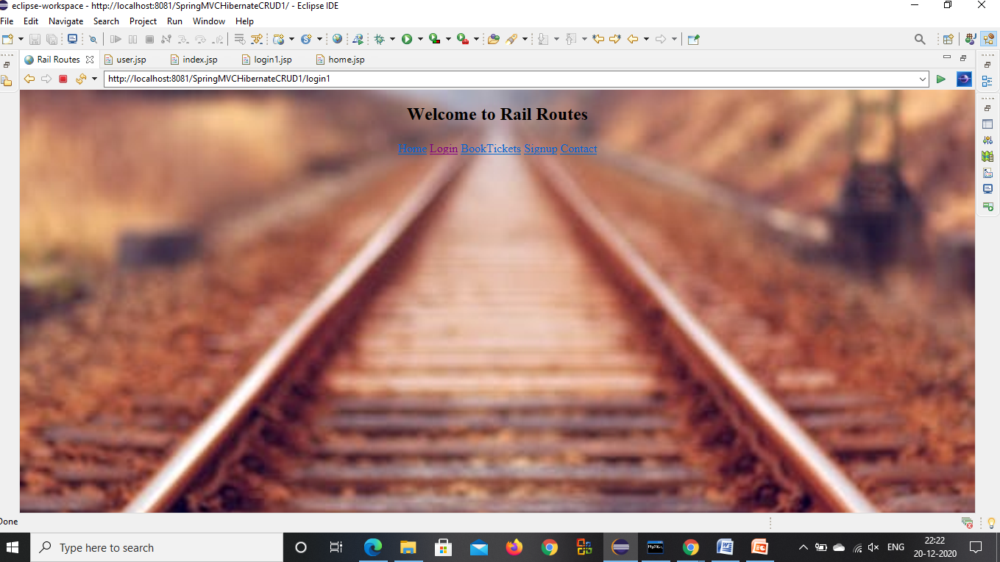 eclipse-workspace - http://localhost:8081/SpringMVCHibernateCRUD1/ - Eclipse IDE
File Edit Navigate Search Project Run Window Help
Rail Routes user.jsp index.jsp login1.jsp home.jsp
http://localhost:8081/SpringMVCHibernateCRUD1/login1
Welcome to Rail Routes
Home Login BookTickets Signup Contact
Done
Type here to search
MySQL
ENG
22:22
20-12-2020